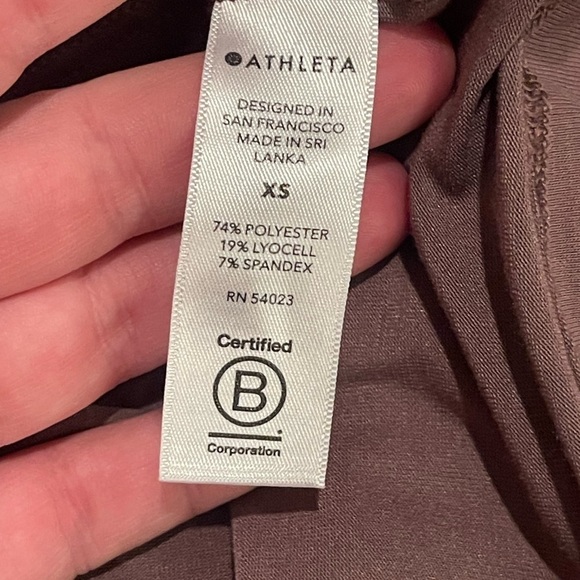 ATHLETA
DESIGNED IN
SAN FRANCISCO
MADE IN SRI
LANKA
XS
74% POLYESTER
19% LYOCELL
7% SPANDEX
RN 54023
Certified
B
Corporation